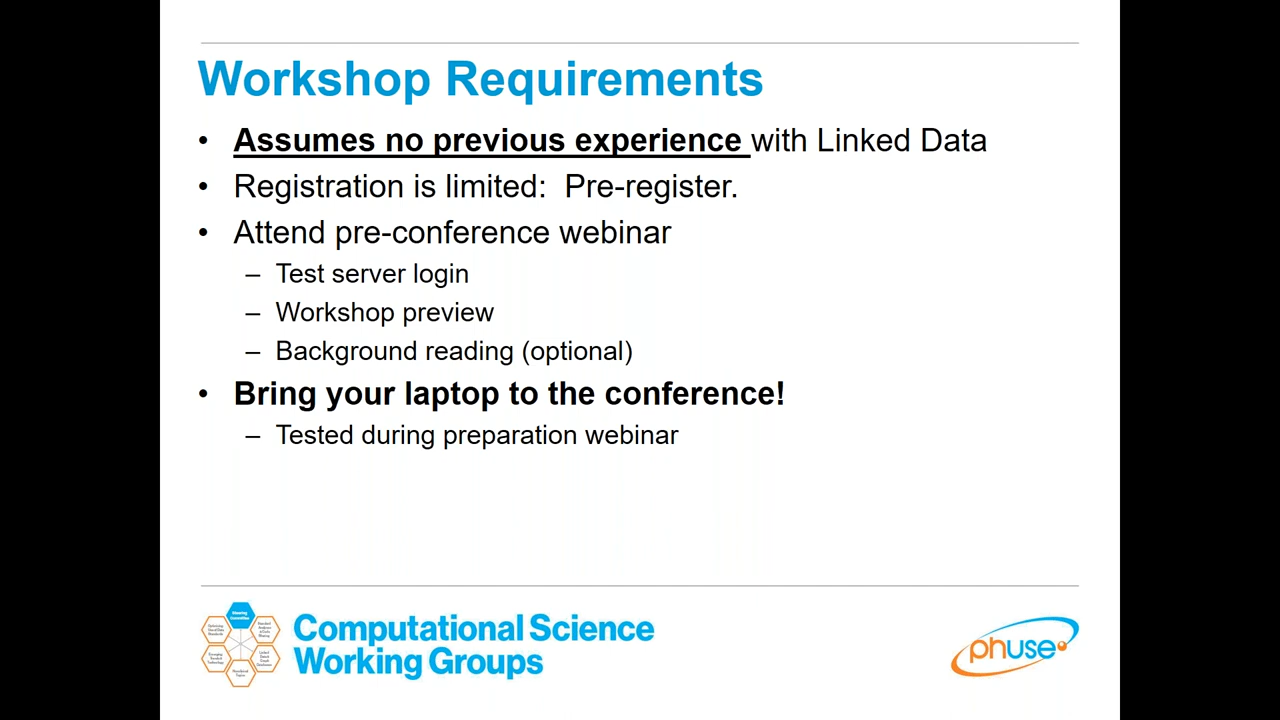 Workshop Requirements
• Assumes no previous experience with Linked Data
• Registration is limited: Pre-register.
• Attend pre-conference webinar
– Test server login
– Workshop preview
– Background reading (optional)
• Bring your laptop to the conference!
– Tested during preparation webinar
Steering
Committee
Computational Science
Working Groups
phuse